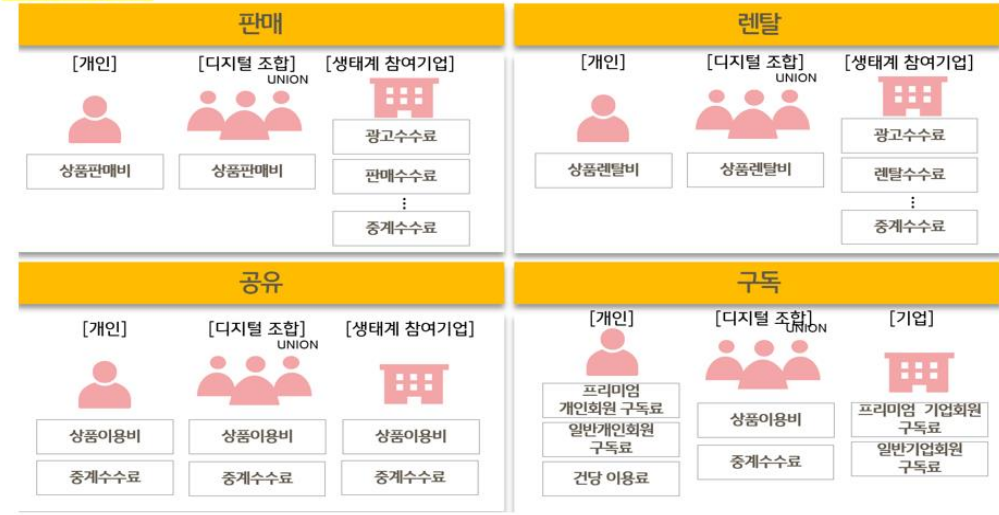 판매
[개인]
[디지털 조합]
UNION
[생태계 참여기업]
상품판매비
상품판매비
광고수수료
판매수수료
⋮
중계수수료
렌탈
[개인]
[디지털 조합]
UNION
[생태계 참여기업]
상품렌탈비
상품렌탈비
광고수수료
렌탈수수료
⋮
중계수수료
공유
[개인]
[디지털 조합]
UNION
[생태계 참여기업]
상품이용비
중계수수료
상품이용비
중계수수료
상품이용비
중계수수료
구독
[개인]
[디지털 조합]
UNION
[기업]
프리미엄
개인회원 구독료
일반개인회원
구독료
건당 이용료
상품이용비
중계수수료
프리미엄 기업회원
구독료
일반기업회원
구독료